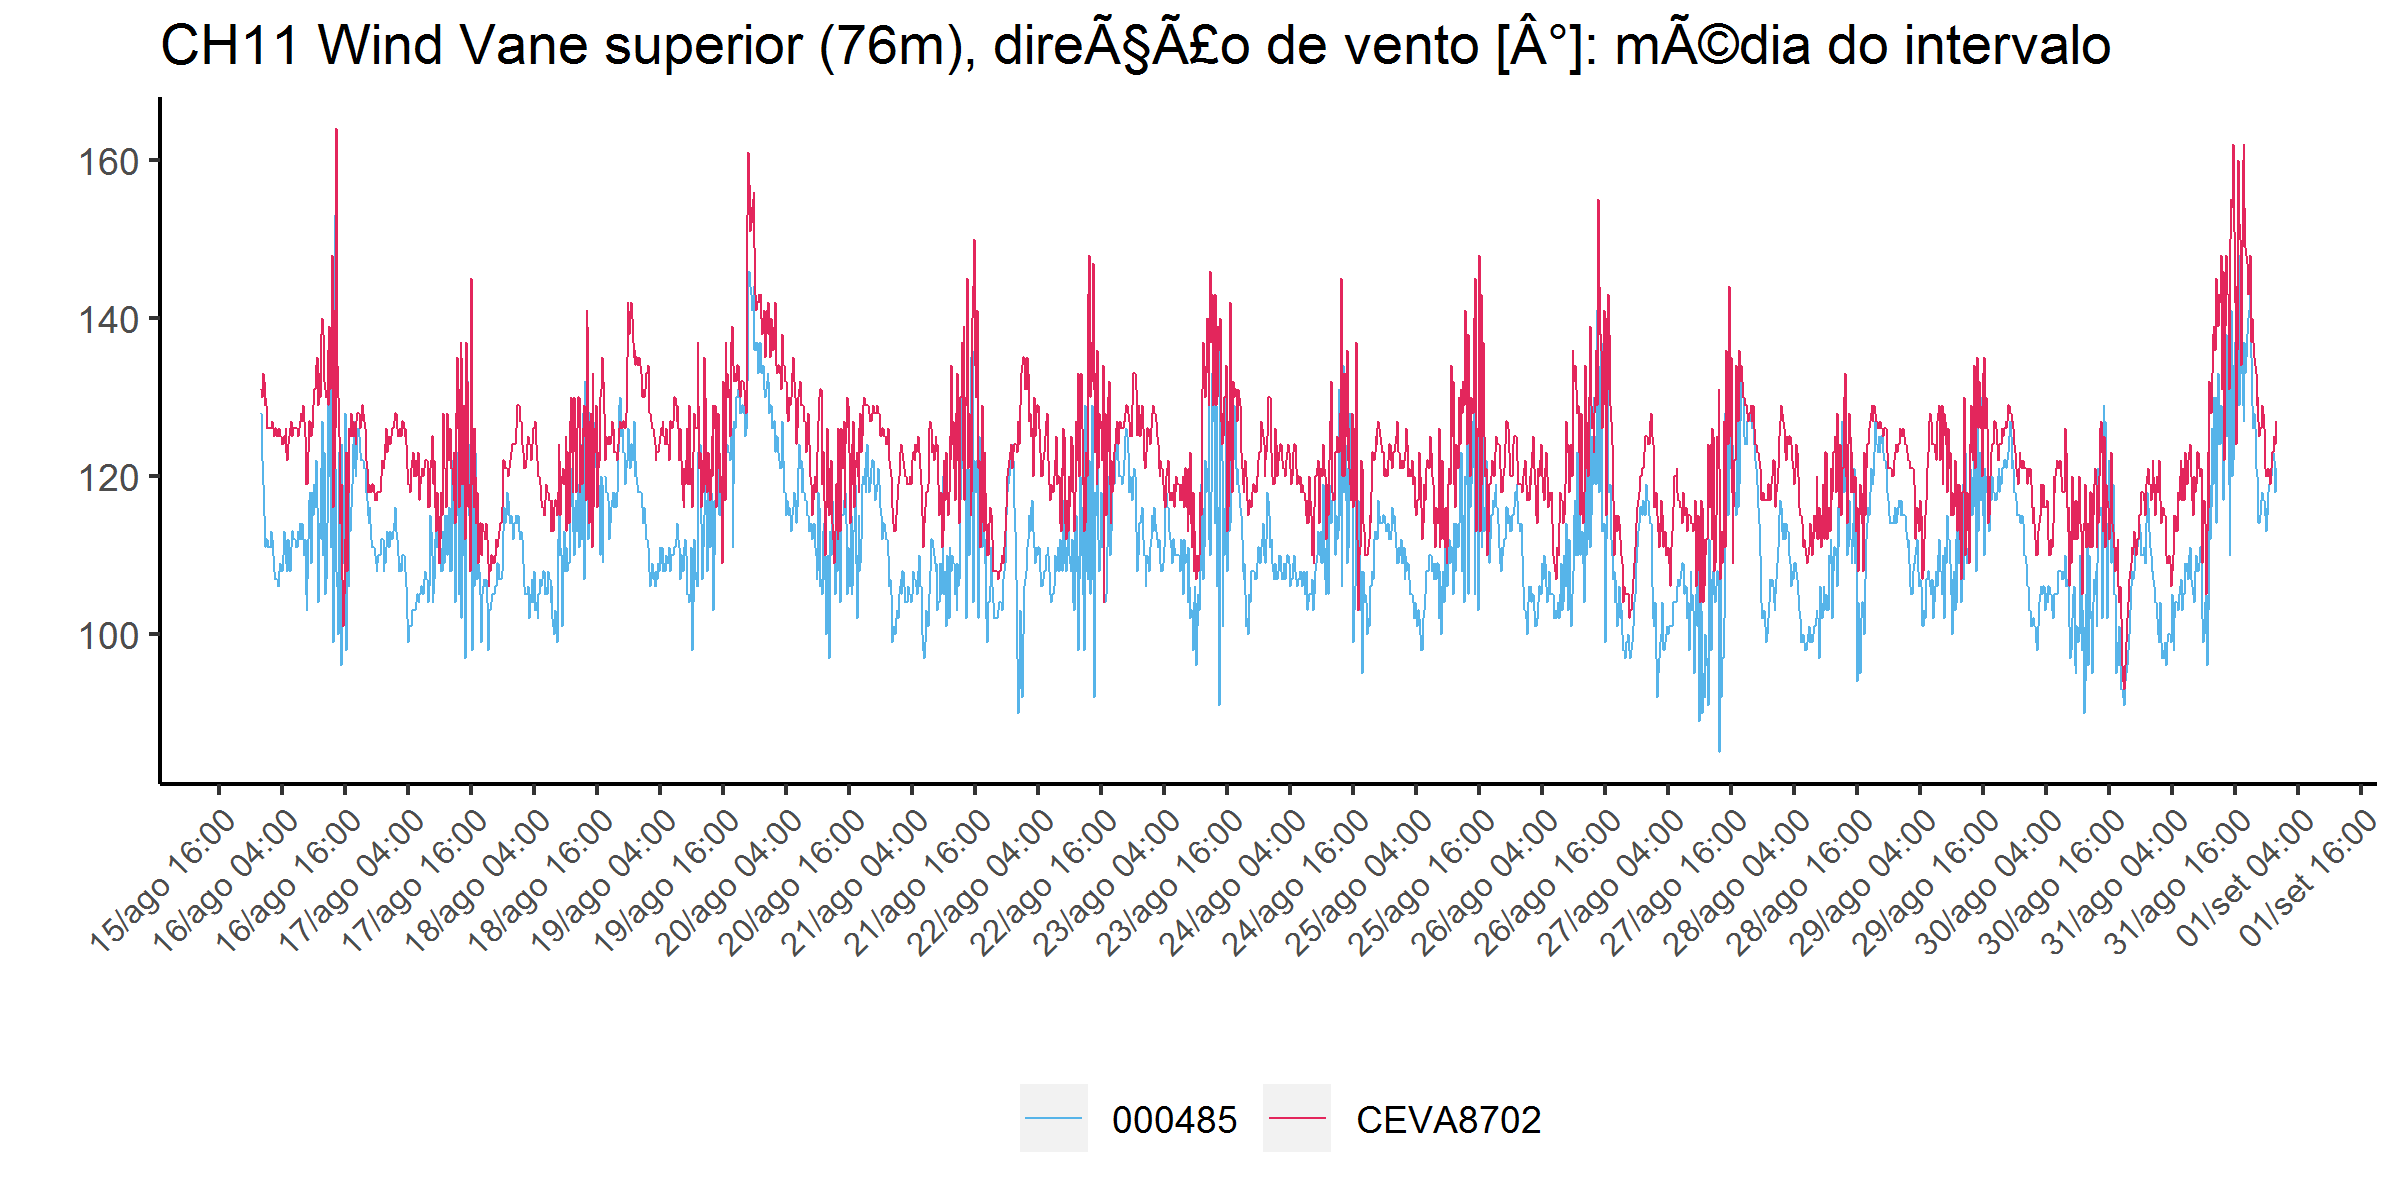 CH11 Wind Vane superior (76m), direÃ§Ã£o de vento [Â°]: mÃ©dia do intervalo
160
140
120
100
15/ago 16:00
16/ago 04:00
16/ago 16:00
17/ago 04:00
17/ago 16:00
18/ago 04:00
18/ago 16:00
19/ago 04:00
19/ago 16:00
20/ago 04:00
20/ago 16:00
21/ago 04:00
21/ago 16:00
22/ago 04:00
22/ago 16:00
23/ago 04:00
23/ago 16:00
24/ago 04:00
24/ago 16:00
25/ago 04:00
25/ago 16:00
26/ago 04:00
26/ago 16:00
27/ago 04:00
27/ago 16:00
28/ago 04:00
28/ago 16:00
29/ago 04:00
29/ago 16:00
30/ago 04:00
30/ago 16:00
31/ago 04:00
31/ago 16:00
01/set 04:00
01/set 16:00
000485
CEVA8702